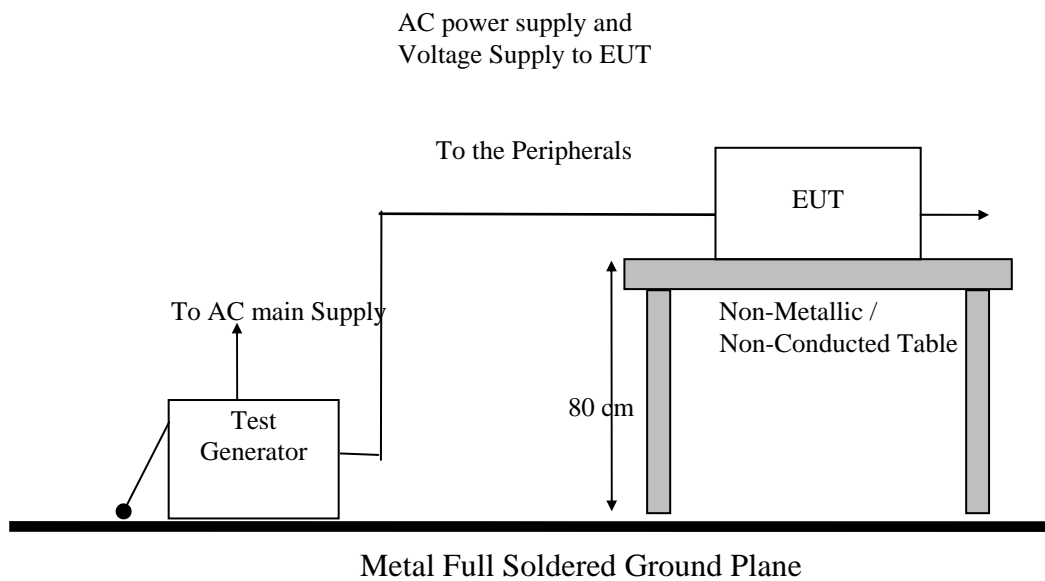 AC power supply and
Voltage Supply to EUT
To the Peripherals
EUT
To AC main Supply
Non-Metallic /
Non-Conducted Table
80 cm
Test
Generator
Metal Full Soldered Ground Plane